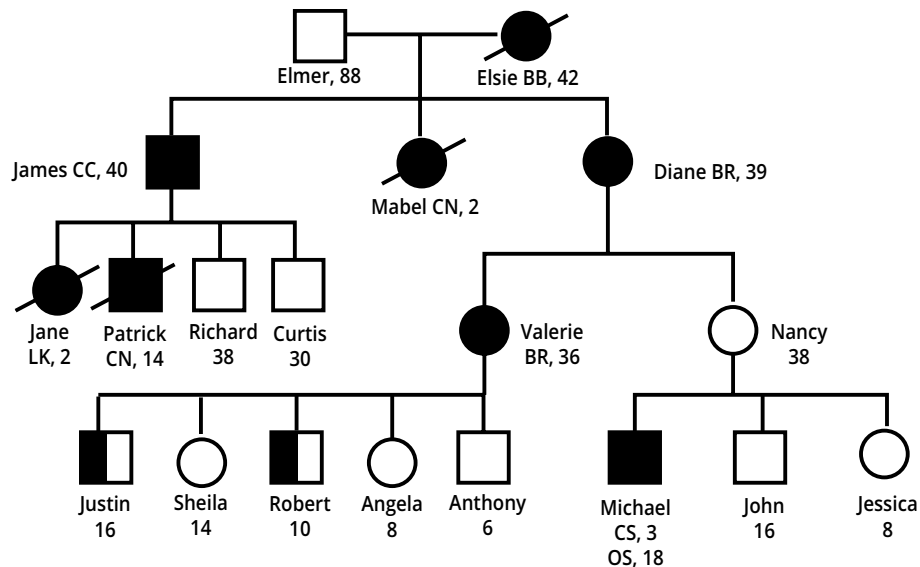 Elmer, 88
Elsie BB, 42
James CC, 40
Mabel CN, 2
Diane BR, 39
Jane
LK, 2
Patrick
CN, 14
Richard
38
Curtis
30
Valerie
BR, 36
Nancy
38
Justin
16
Sheila
14
Robert
10
Angela
8
Anthony
6
Michael
CS, 3
OS, 18
John
16
Jessica
8